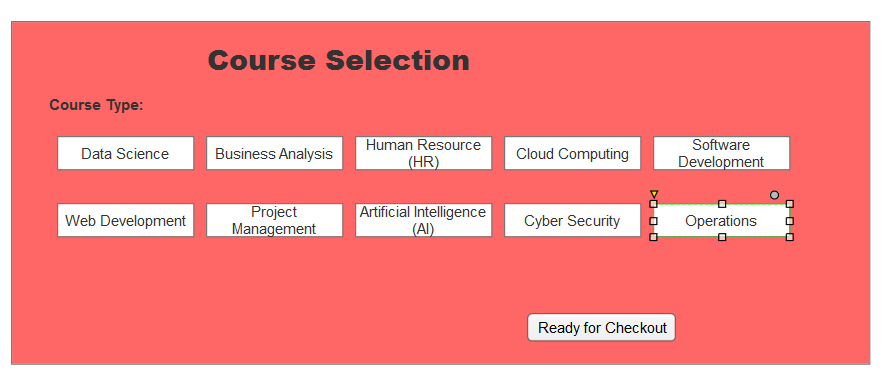 Course Selection
Course Type:
Data Science
Business Analysis
Human Resource
(HR)
Cloud Computing
Software
Development
Web Development
Project
Management
Artificial Intelligence
(AI)
Cyber Security
Operations
Ready for Checkout